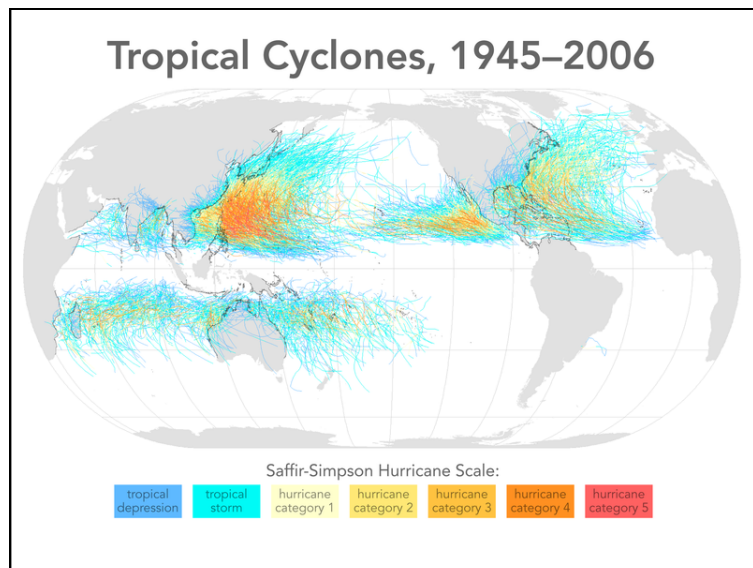 Tropical Cyclones, 1945–2006
Saffir-Simpson Hurricane Scale:
tropical
depression
tropical
storm
hurricane
category 1
hurricane
category 2
hurricane
category 3
hurricane
category 4
hurricane
category 5